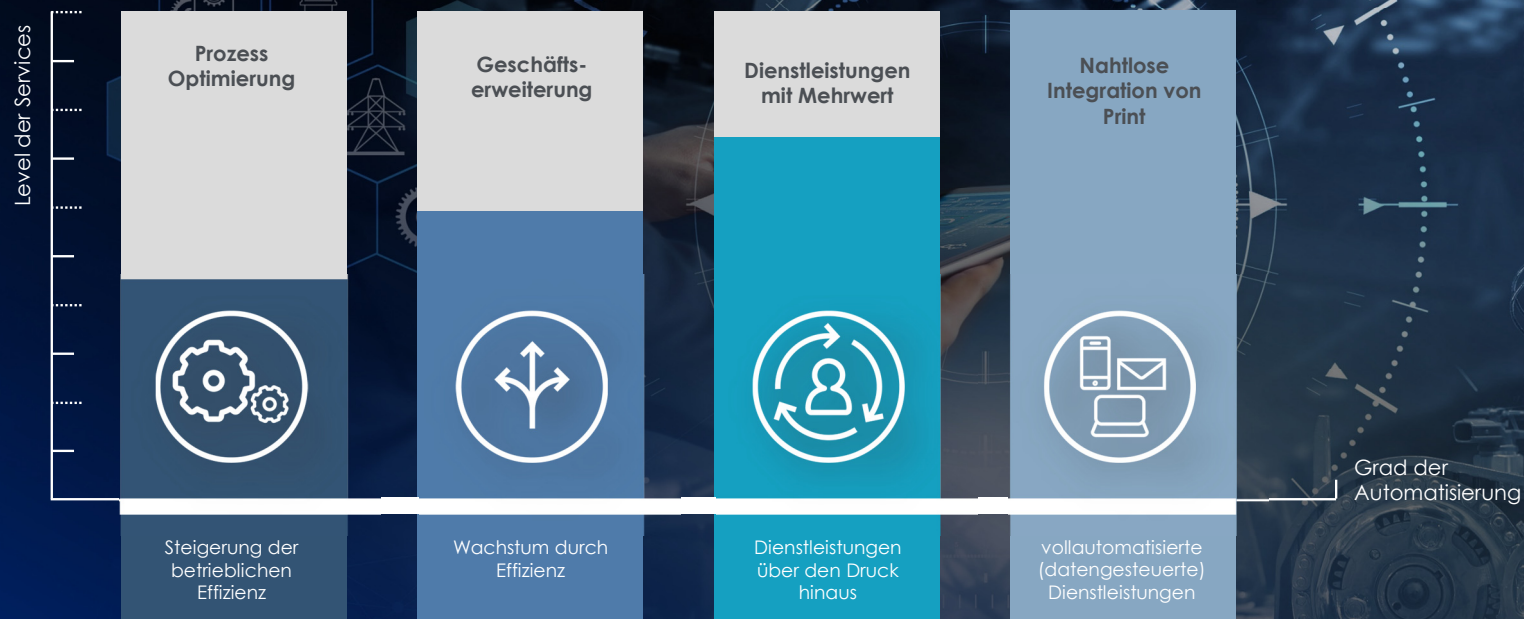 Level der Services
Prozess
Optimierung
Geschäfts-
erweiterung
Dienstleistungen
mit Mehrwert
Nahtlose
Integration von
Print
Grad der
Automatisierung
Steigerung der
betrieblichen
Effizienz
Wachstum durch
Effizienz
Dienstleistungen
über den Druck
hinaus
vollautomatisierte
(datengesteuerte)
Dienstleistungen